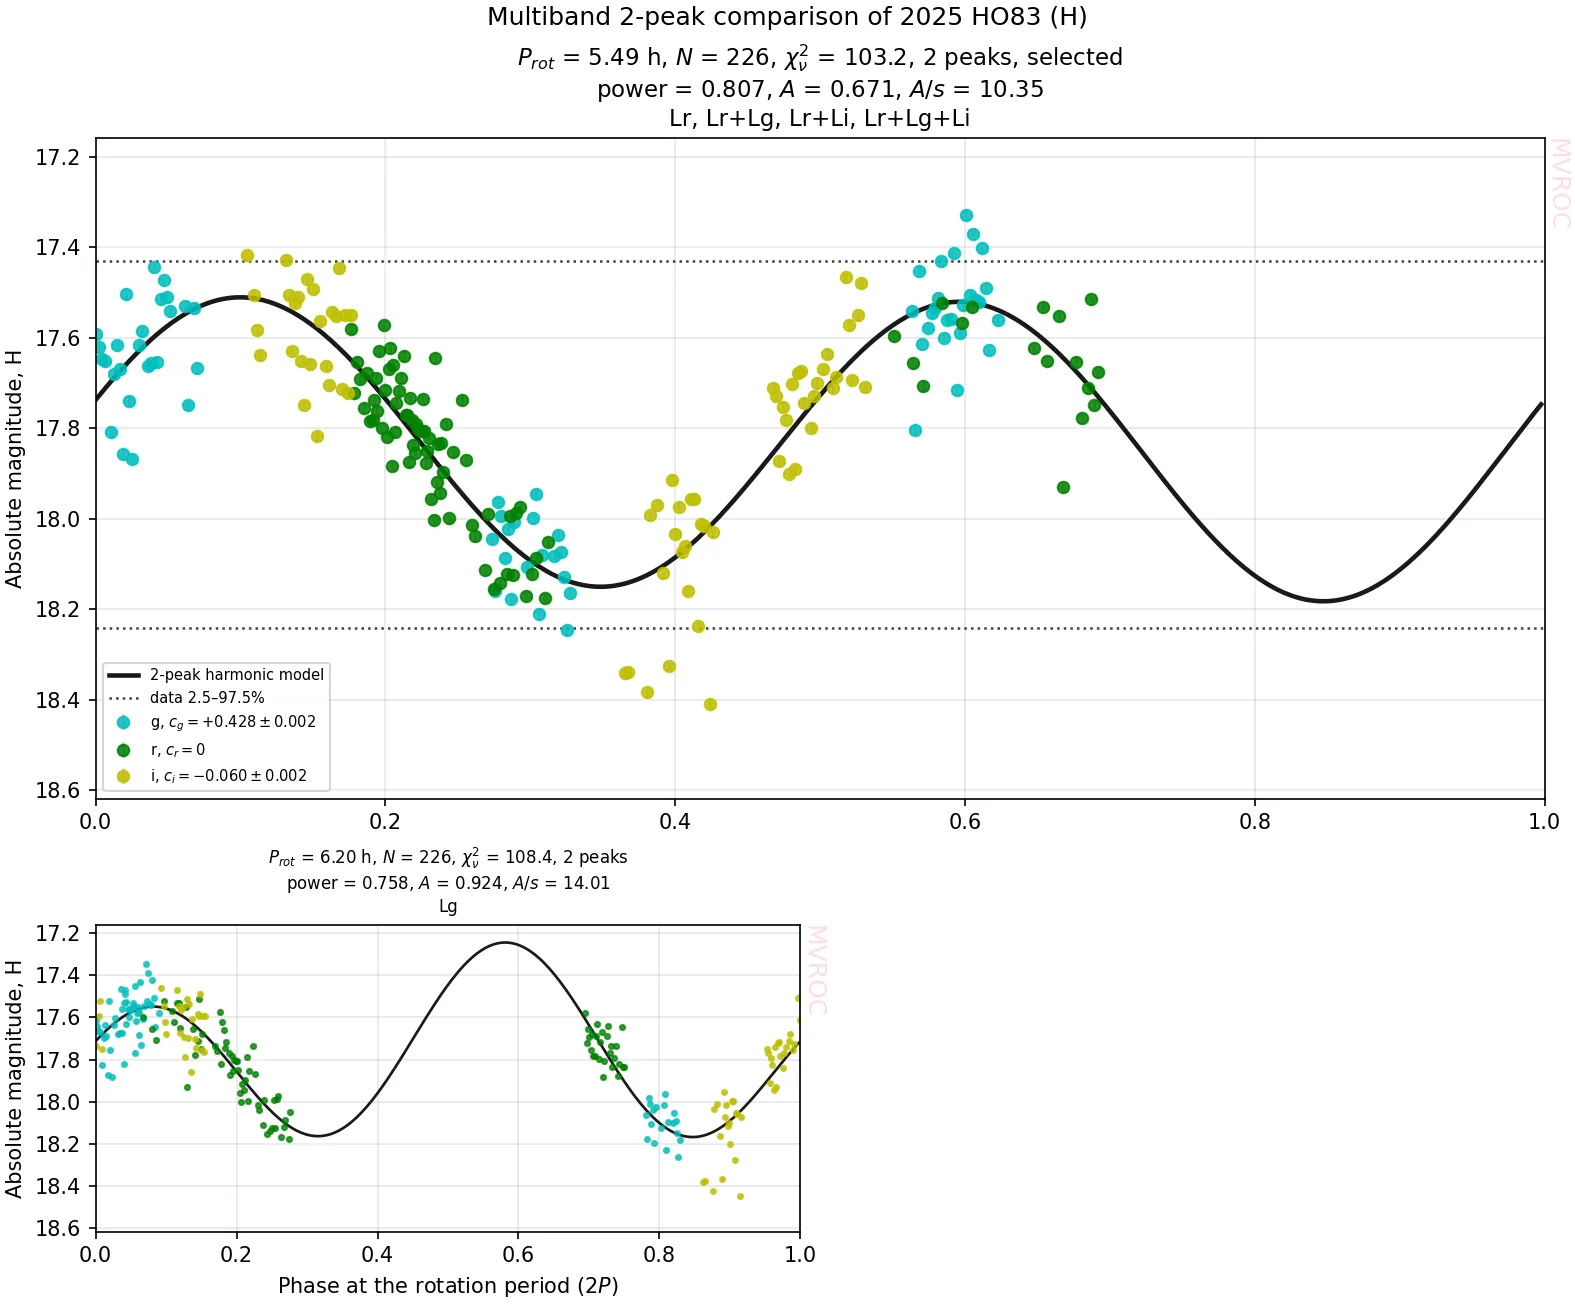 Multiband 2-peak comparison of 2025 HO83 (H)
P_rot = 5.49 h, N = 226, χ²_ν = 103.2, 2 peaks, selected
power = 0.807, A = 0.671, A/s = 10.35
Lr, Lr+Lg, Lr+Li, Lr+Lg+Li
17.2
17.4
17.6
17.8
18.0
18.2
18.4
18.6
Absolute magnitude, H
2-peak harmonic model
data 2.5–97.5%
g, c_g = +0.428 ± 0.002
r, c_r = 0
i, c_i = −0.060 ± 0.002
0.0 0.2 0.4 0.6 0.8 1.0
MVROC
P_rot = 6.20 h, N = 226, χ²_ν = 108.4, 2 peaks
power = 0.758, A = 0.924, A/s = 14.01
Lg
17.2
17.4
17.6
17.8
18.0
18.2
18.4
18.6
Absolute magnitude, H
0.0 0.2 0.4 0.6 0.8 1.0
Phase at the rotation period (2P)
MVROC